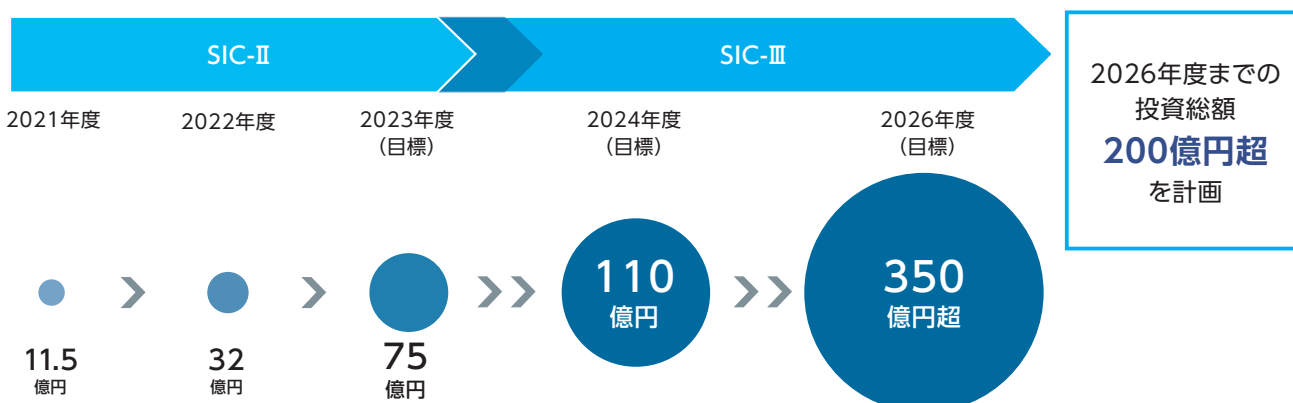 SIC-Ⅱ
SIC-Ⅲ
2021年度
2022年度
2023年度
(目標)
2024年度
(目標)
2026年度
(目標)
11.5
億円
32
億円
75
億円
110
億円
350
億円超
2026年度までの
投資総額
200億円超
を計画